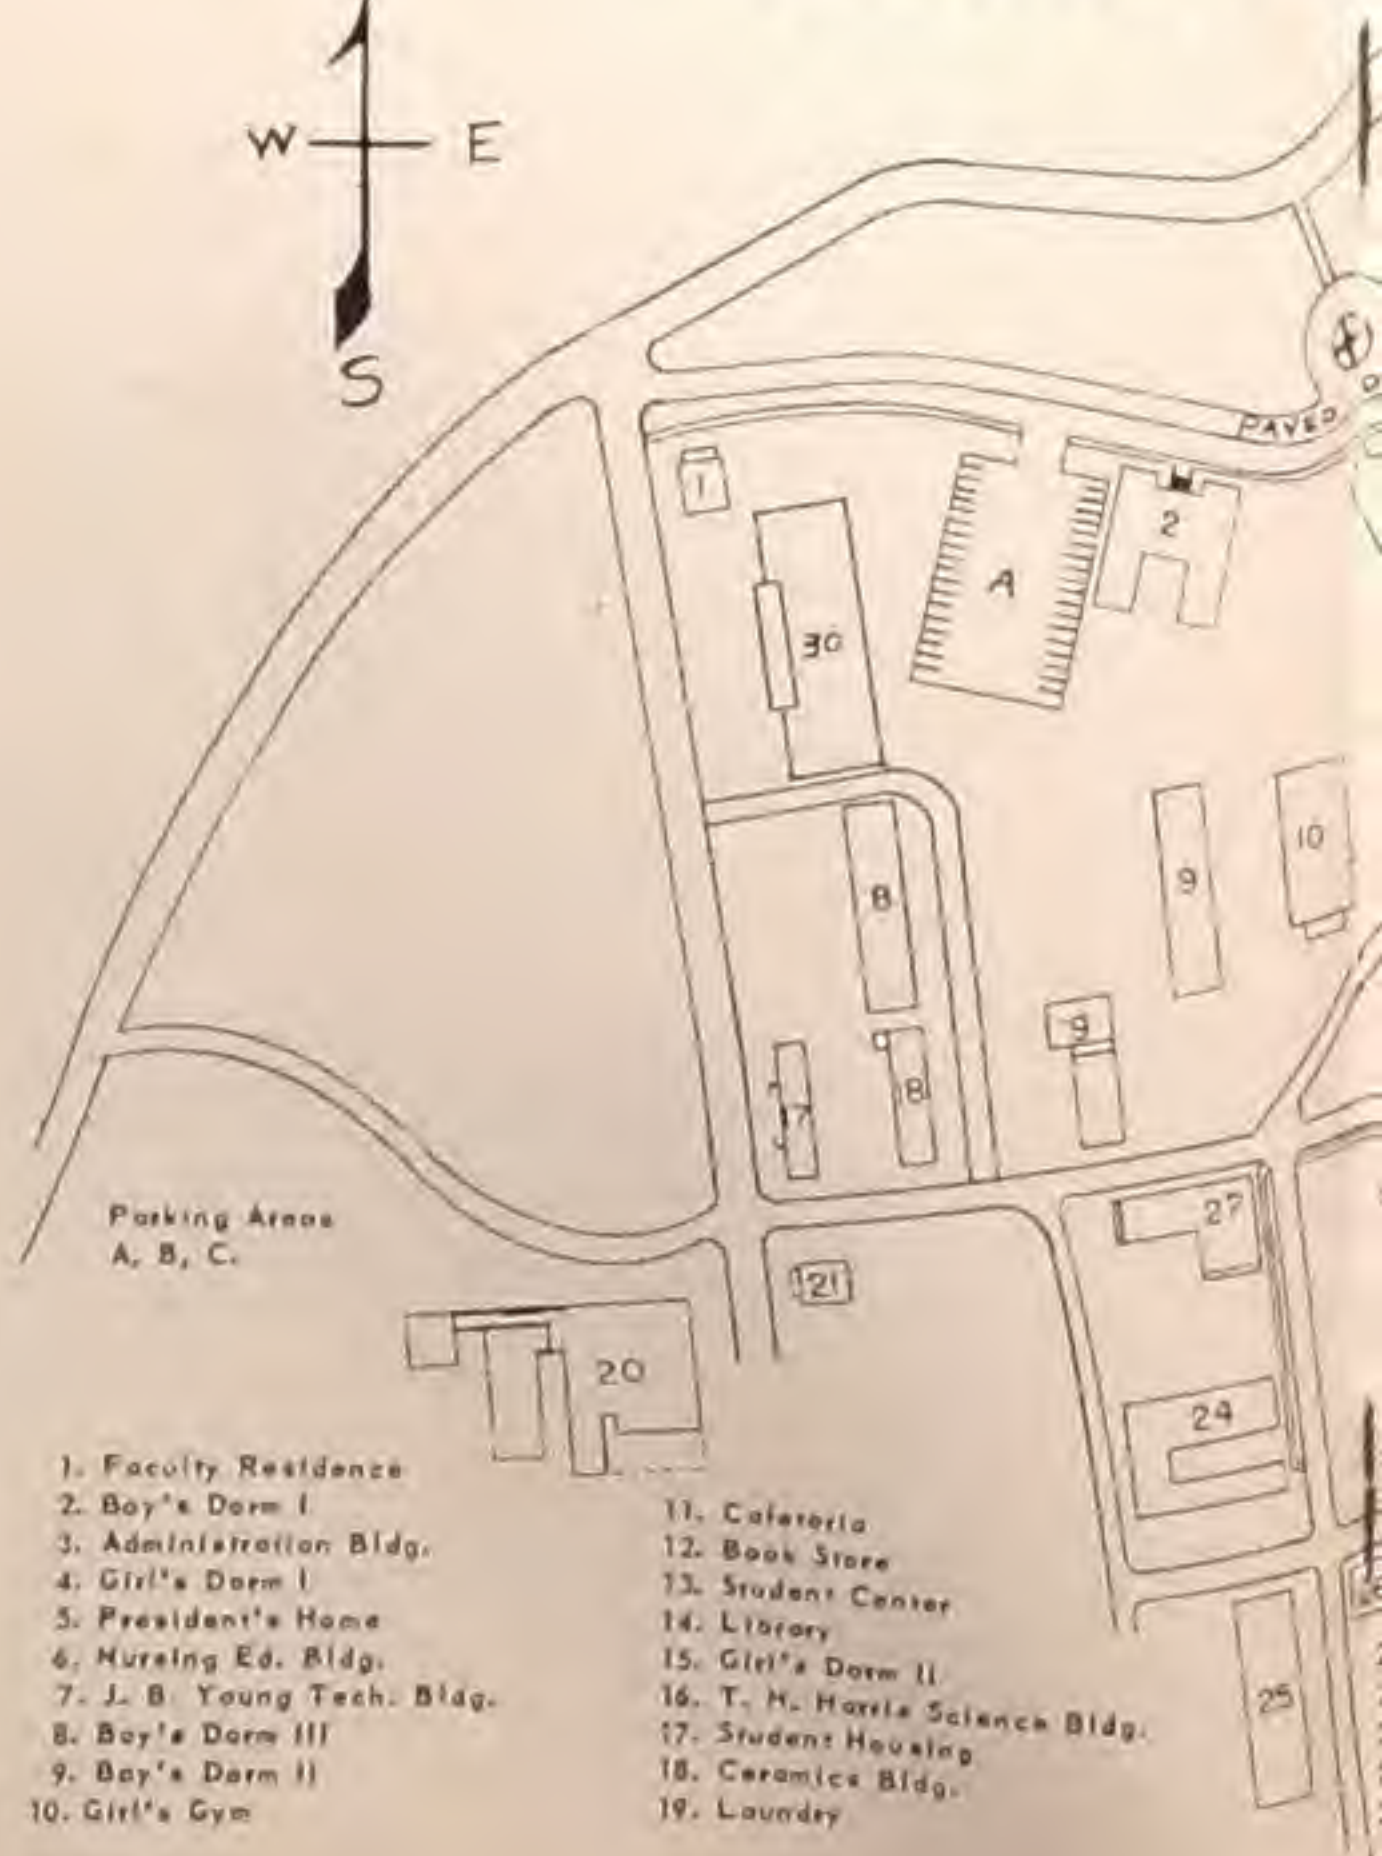 W E
S
PAVED
1
2
A
30
10
9
8
9
8
17
27
21
Parking Areas
A, B, C.
20
24
25
1. Faculty Residence
2. Boy's Dorm I
3. Administration Bldg.
4. Girl's Dorm I
5. President's Home
6. Nursing Ed. Bldg.
7. J. B. Young Tech. Bldg.
8. Boy's Dorm III
9. Boy's Dorm II
10. Girl's Gym
11. Cafeteria
12. Book Store
13. Student Center
14. Library
15. Girl's Dorm II
16. T. H. Harris Science Bldg.
17. Student Housing
18. Ceramics Bldg.
19. Laundry